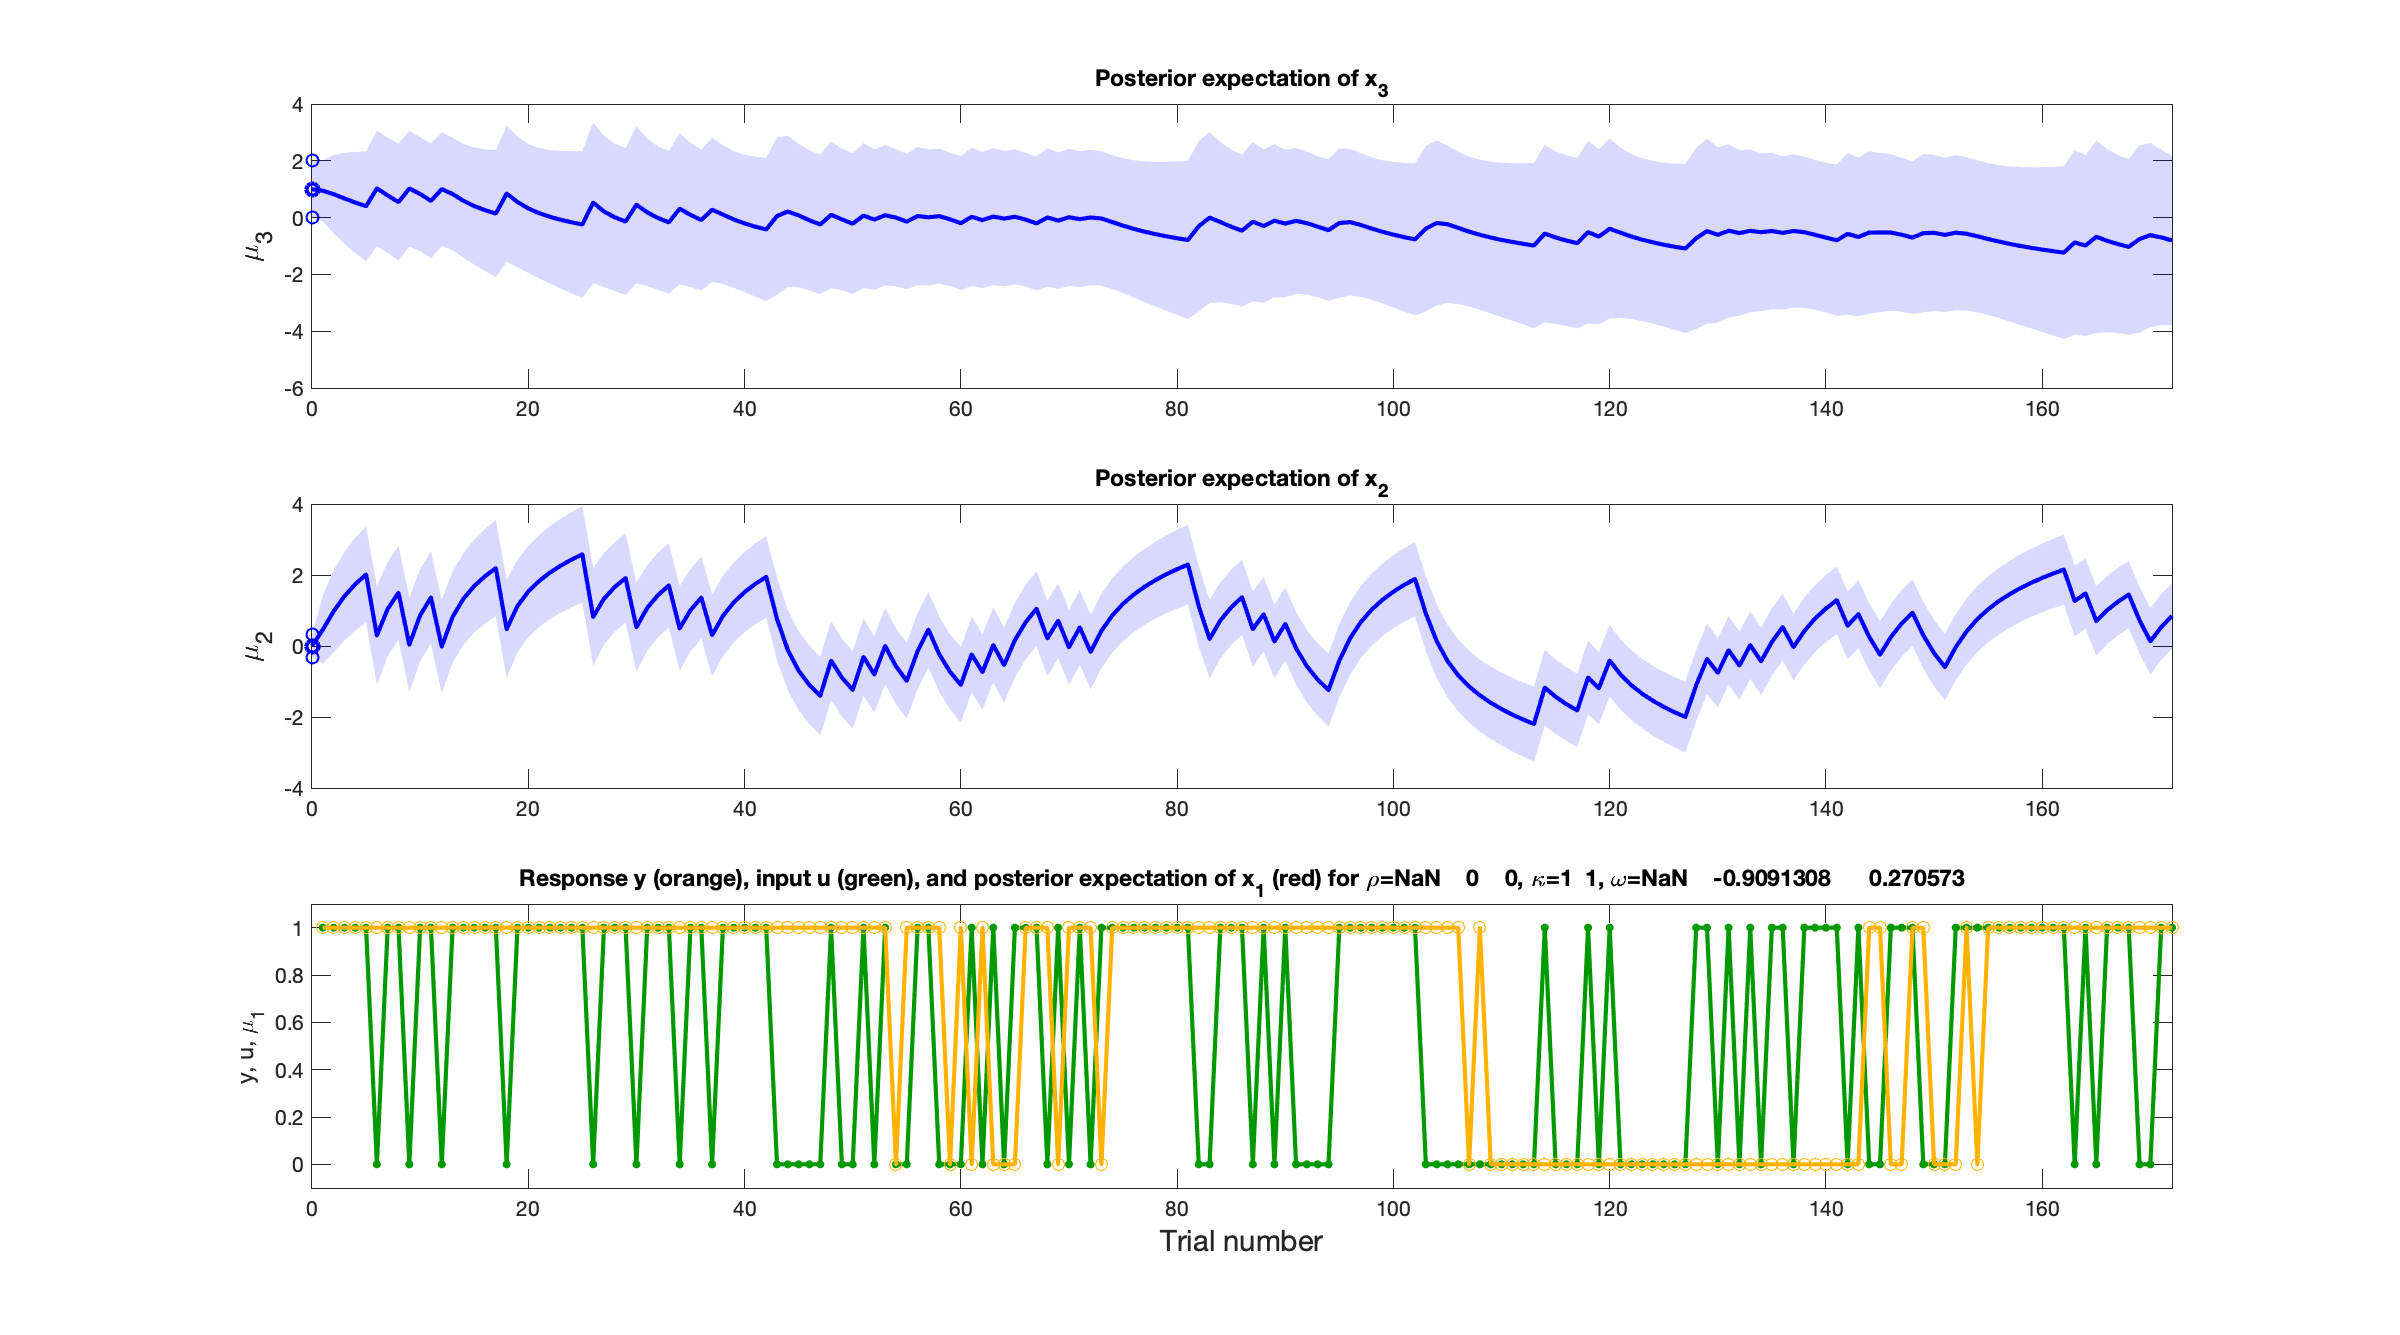 Posterior expectation of x3
4
2
0
-2
-4
-6
μ3
0 20 40 60 80 100 120 140 160
Posterior expectation of x2
4
2
0
-2
-4
μ2
0 20 40 60 80 100 120 140 160
Response y (orange), input u (green), and posterior expectation of x1 (red) for ρ=NaN 0 0, κ=1 1, ω=NaN -0.9091308 0.270573
1
0.8
0.6
0.4
0.2
0
y, u, μ1
0 20 40 60 80 100 120 140 160
Trial number